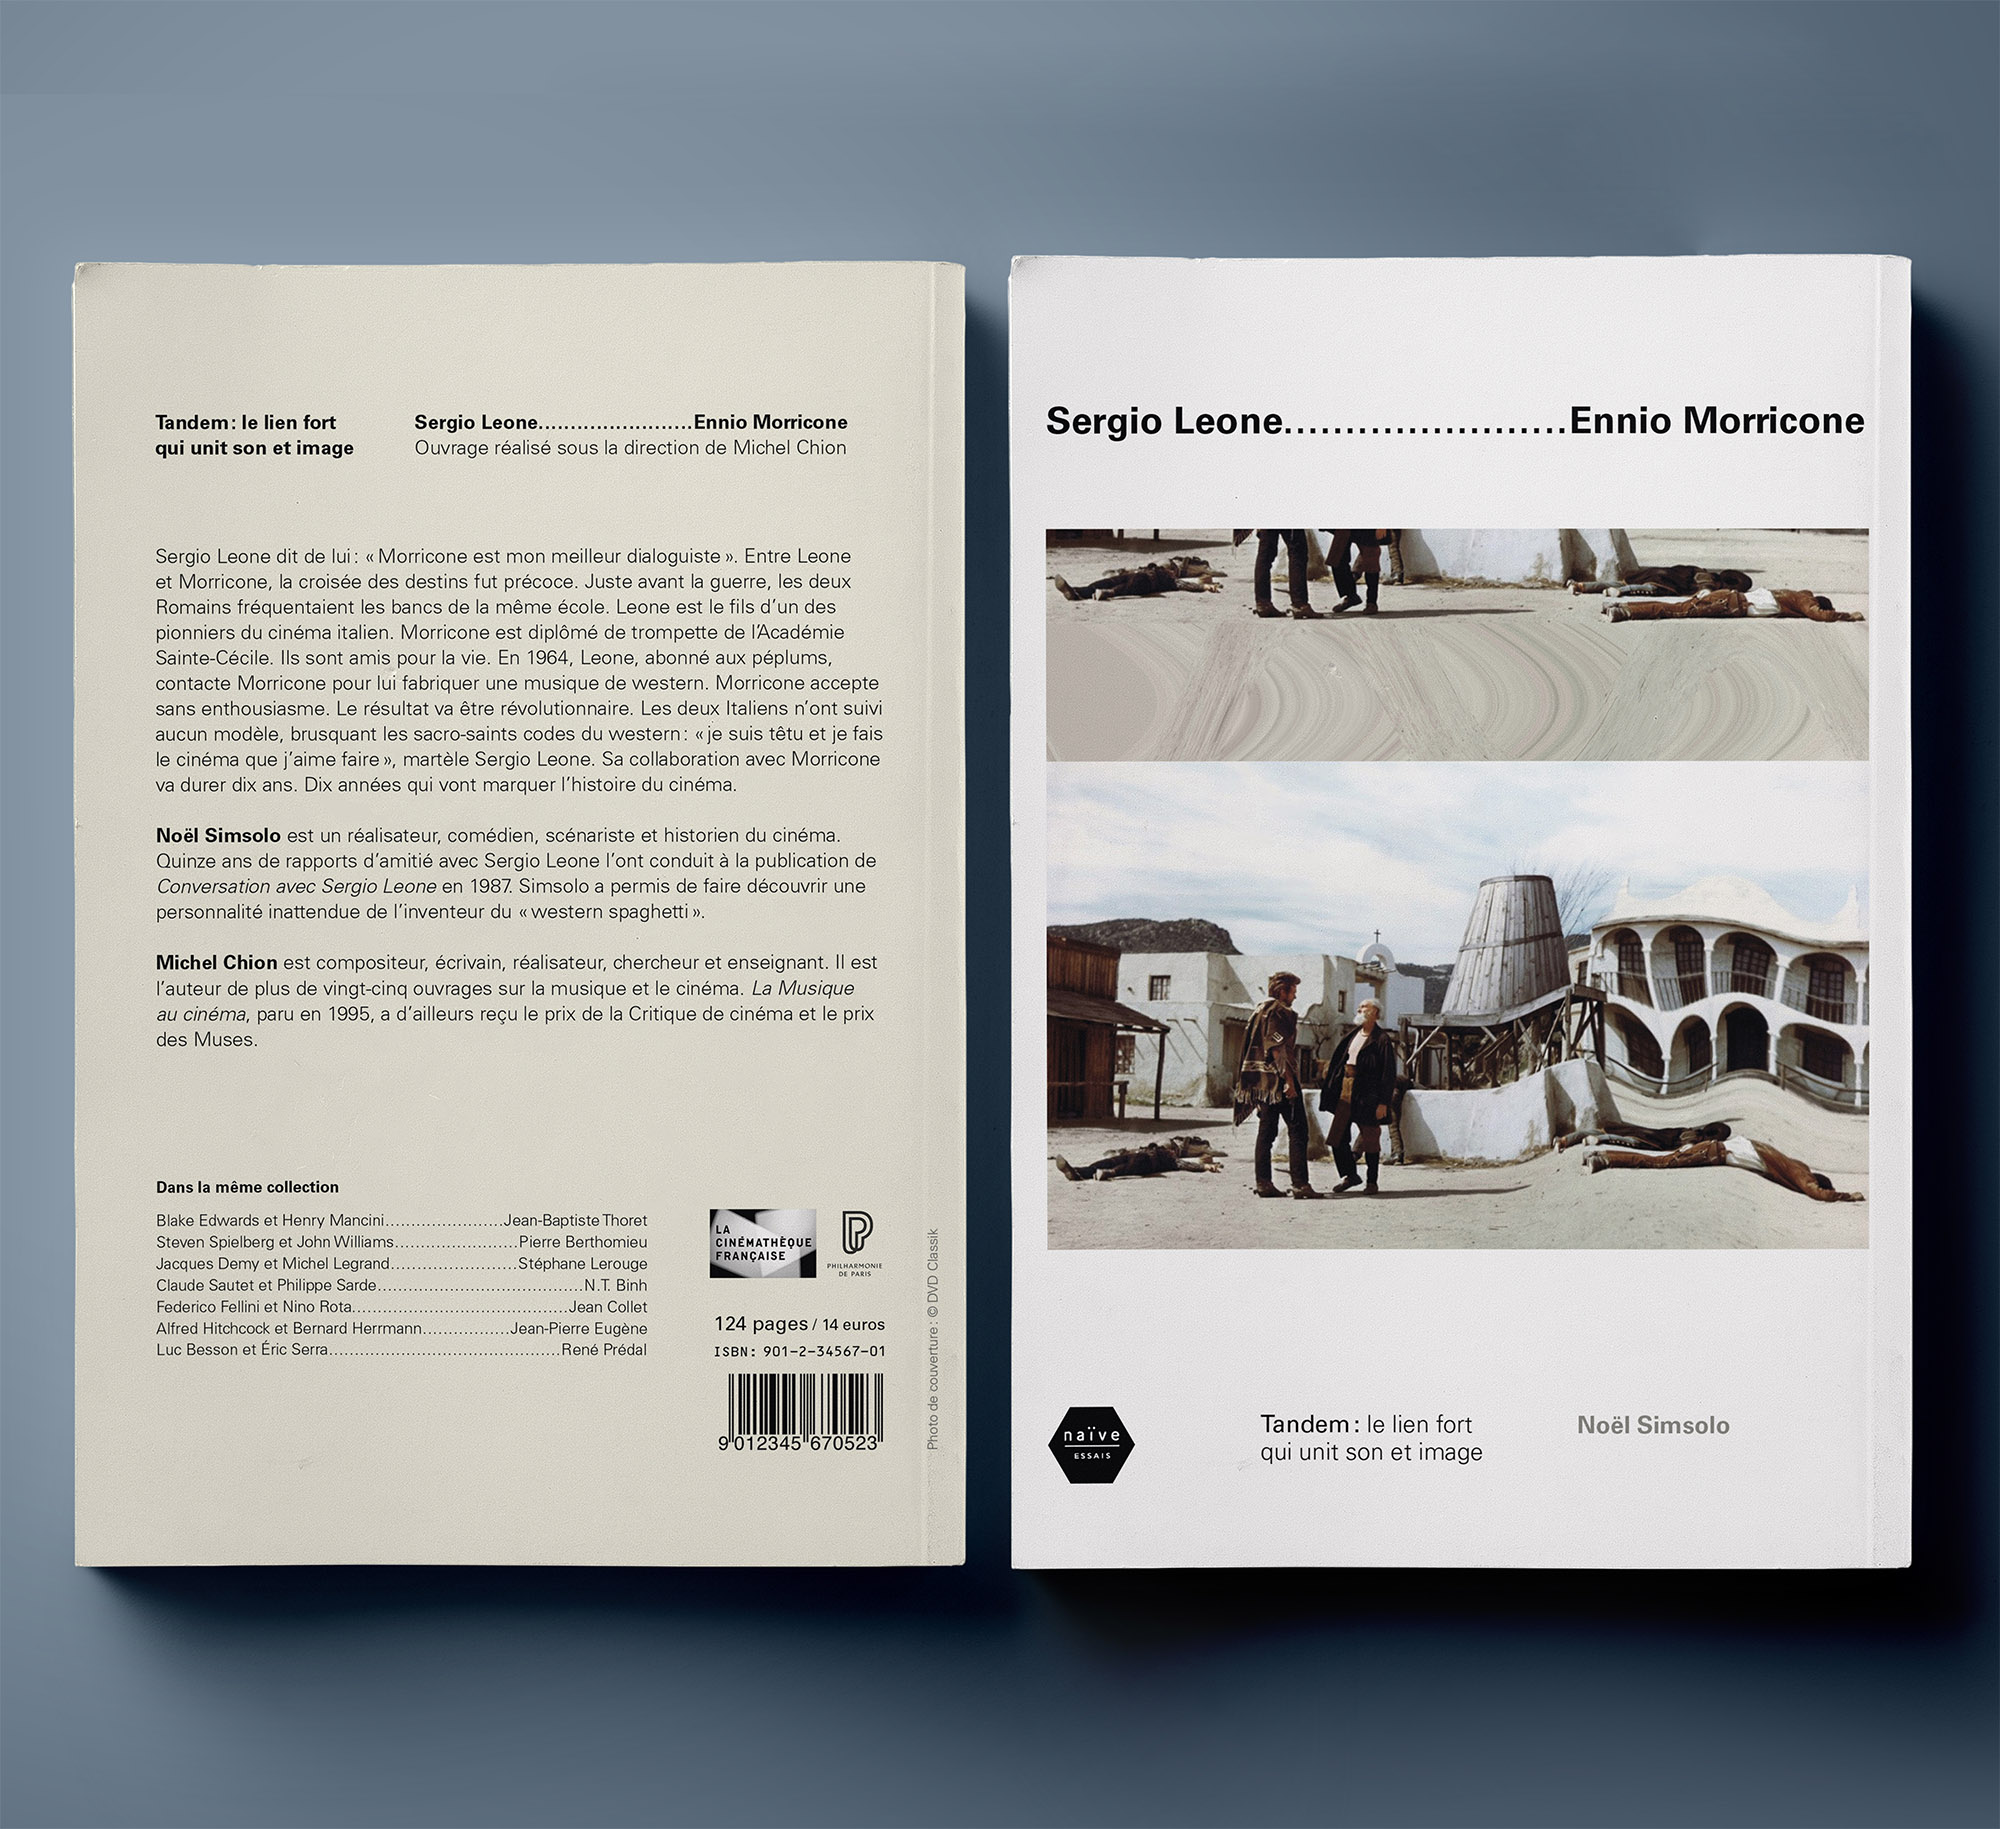 Tandem : le lien fort
qui unit son et image
Sergio Leone........................Ennio Morricone
Ouvrage réalisé sous la direction de Michel Chion
Sergio Leone dit de lui : « Morricone est mon meilleur dialoguiste ». Entre Leone
et Morricone, la croisée des destins fut précoce. Juste avant la guerre, les deux
Romains fréquentaient les bancs de la même école. Leone est le fils d’un des
pionniers du cinéma italien. Morricone est diplômé de trompette de l’Académie
Sainte-Cécile. Ils sont amis pour la vie. En 1964, Leone, abonné aux péplums,
contacte Morricone pour lui fabriquer une musique de western. Morricone accepte
sans enthousiasme. Le résultat va être révolutionnaire. Les deux Italiens n’ont suivi
aucun modèle, brusquant les sacro-saints codes du western : « je suis têtu et je fais
le cinéma que j’aime faire », martèle Sergio Leone. Sa collaboration avec Morricone
va durer dix ans. Dix années qui vont marquer l’histoire du cinéma.
Noël Simsolo est un réalisateur, comédien, scénariste et historien du cinéma.
Quinze ans de rapports d’amitié avec Sergio Leone l’ont conduit à la publication de
Conversation avec Sergio Leone en 1987. Simsolo a permis de faire découvrir une
personnalité inattendue de l’inventeur du « western spaghetti ».
Michel Chion est compositeur, écrivain, réalisateur, chercheur et enseignant. Il est
l’auteur de plus de vingt-cinq ouvrages sur la musique et le cinéma. La Musique
au cinéma, paru en 1995, a d’ailleurs reçu le prix de la Critique de cinéma et le prix
des Muses.
Dans la même collection
Blake Edwards et Henry Mancini.......................Jean-Baptiste Thoret
Steven Spielberg et John Williams........................Pierre Berthomieu
Jacques Demy et Michel Legrand........................Stéphane Lerouge
Claude Sautet et Philippe Sarde........................................N.T. Binh
Federico Fellini et Nino Rota..........................................Jean Collet
Alfred Hitchcock et Bernard Herrmann.................Jean-Pierre Eugène
Luc Besson et Éric Serra.............................................René Prédal
LA
CINÉMATHÈQUE
FRANÇAISE
PHILHARMONIE
DE PARIS
124 pages / 14 euros
ISBN: 901-2-34567-01
9 012345 670523
Photo de couverture : © DVD Classik
Sergio Leone.......................Ennio Morricone
naïve
ESSAIS
Tandem : le lien fort
qui unit son et image
Noël Simsolo